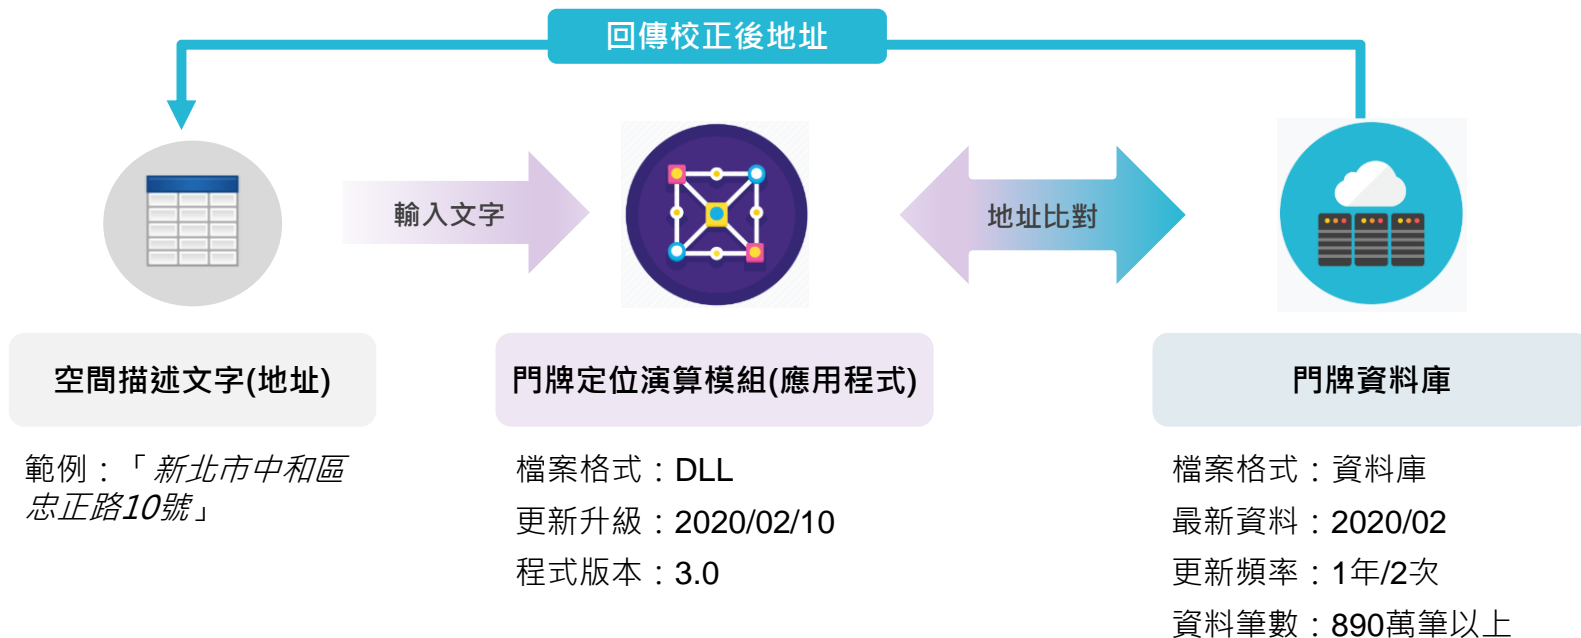 回傳校正後地址
輸入文字
地址比對
空間描述文字(地址)
範例：「新北市中和區
忠正路10號」
門牌定位演算模組(應用程式)
檔案格式：DLL
更新升級：2020/02/10
程式版本：3.0
門牌資料庫
檔案格式：資料庫
最新資料：2020/02
更新頻率：1年/2次
資料筆數：890萬筆以上